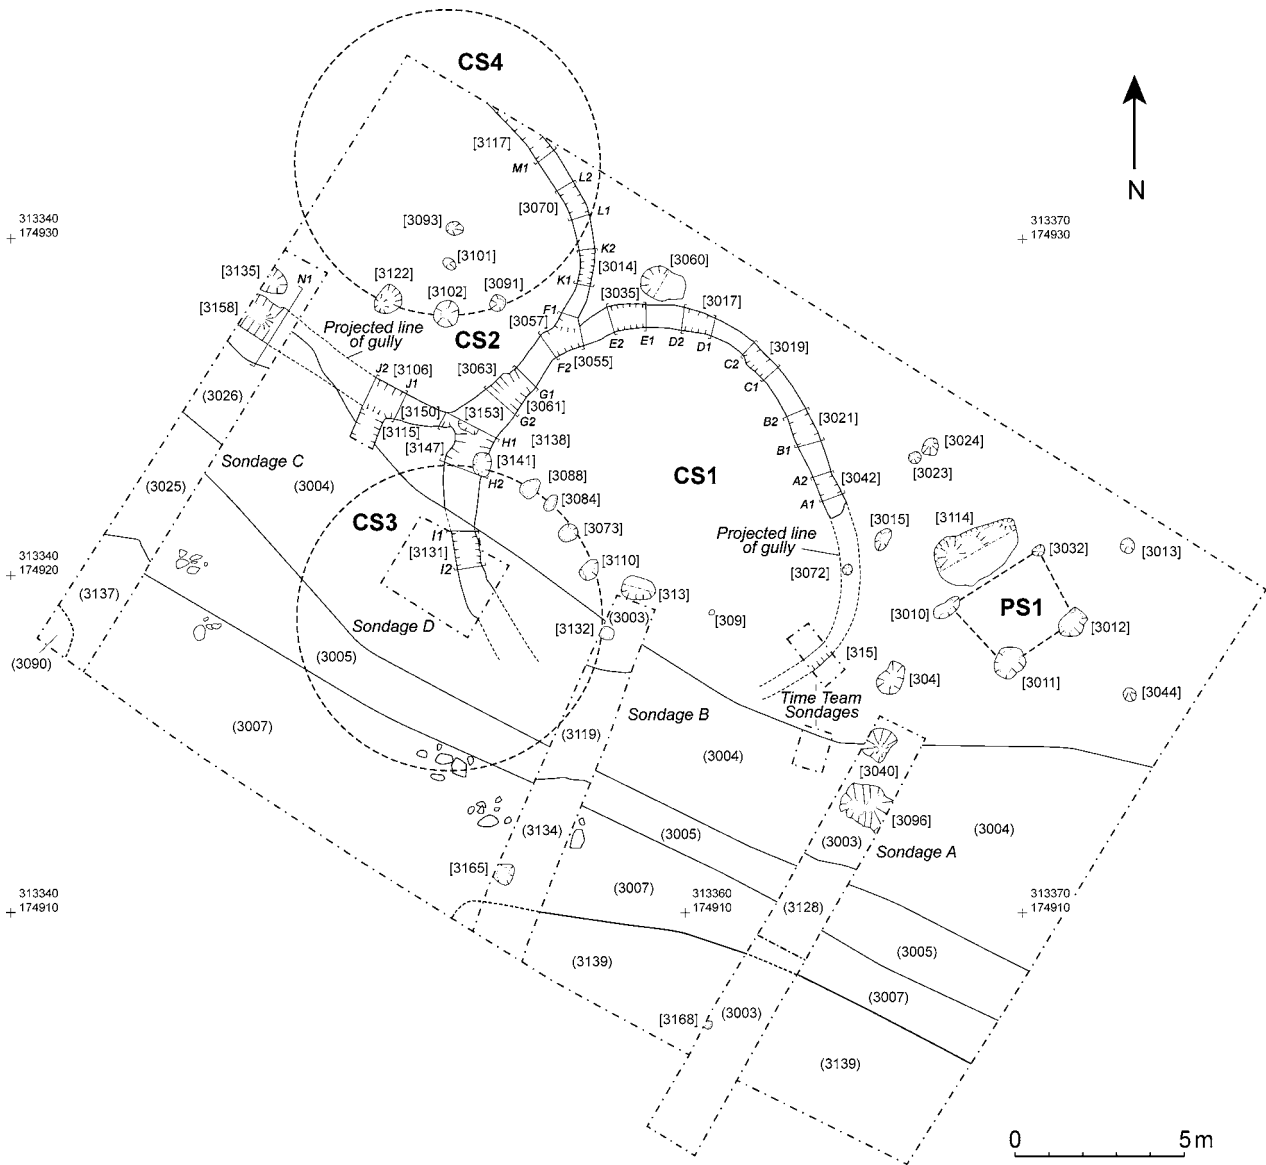 CS4
[3117]
M1
L2
N
[3070]
L1
313340
174930
[3093]
313370
174930
K2
[3101]
[3014]
[3060]
[3135]
N1
[3122]
K1
[3091]
[3035]
[3102]
[3017]
[3158]
F1
[3057]
Projected line
of gully
CS2
E2
E1
D2
D1
[3019]
[3055]
C2
F2
J2
[3106]
[3063]
C1
J1
(3026)
G1
[3061]
[3150]
[3153]
G2
B2
[3021]
[3115]
H1
[3138]
[3147]
B1
[3024]
Sondage C
[3141]
[3023]
CS1
(3025)
(3004)
H2
[3088]
A2
[3042]
[3084]
A1
CS3
[3015]
[3114]
I1
[3073]
Projected line
of gully
[3131]
[3032]
[3013]
313340
174920
I2
[3110]
[3072]
(3137)
[313]
PS1
[3010]
(3003)
[309]
Sondage D
[3132]
[3012]
(3090)
(3005)
[315]
[3011]
[304]
[3044]
Time Team
Sondages
(3007)
Sondage B
(3119)
(3004)
[3040]
[3096]
(3134)
(3005)
(3004)
(3003)
Sondage A
[3165]
(3007)
313340
174910
313360
174910
313370
174910
(3128)
(3005)
(3139)
(3007)
[3168]
(3003)
(3139)
0
5m